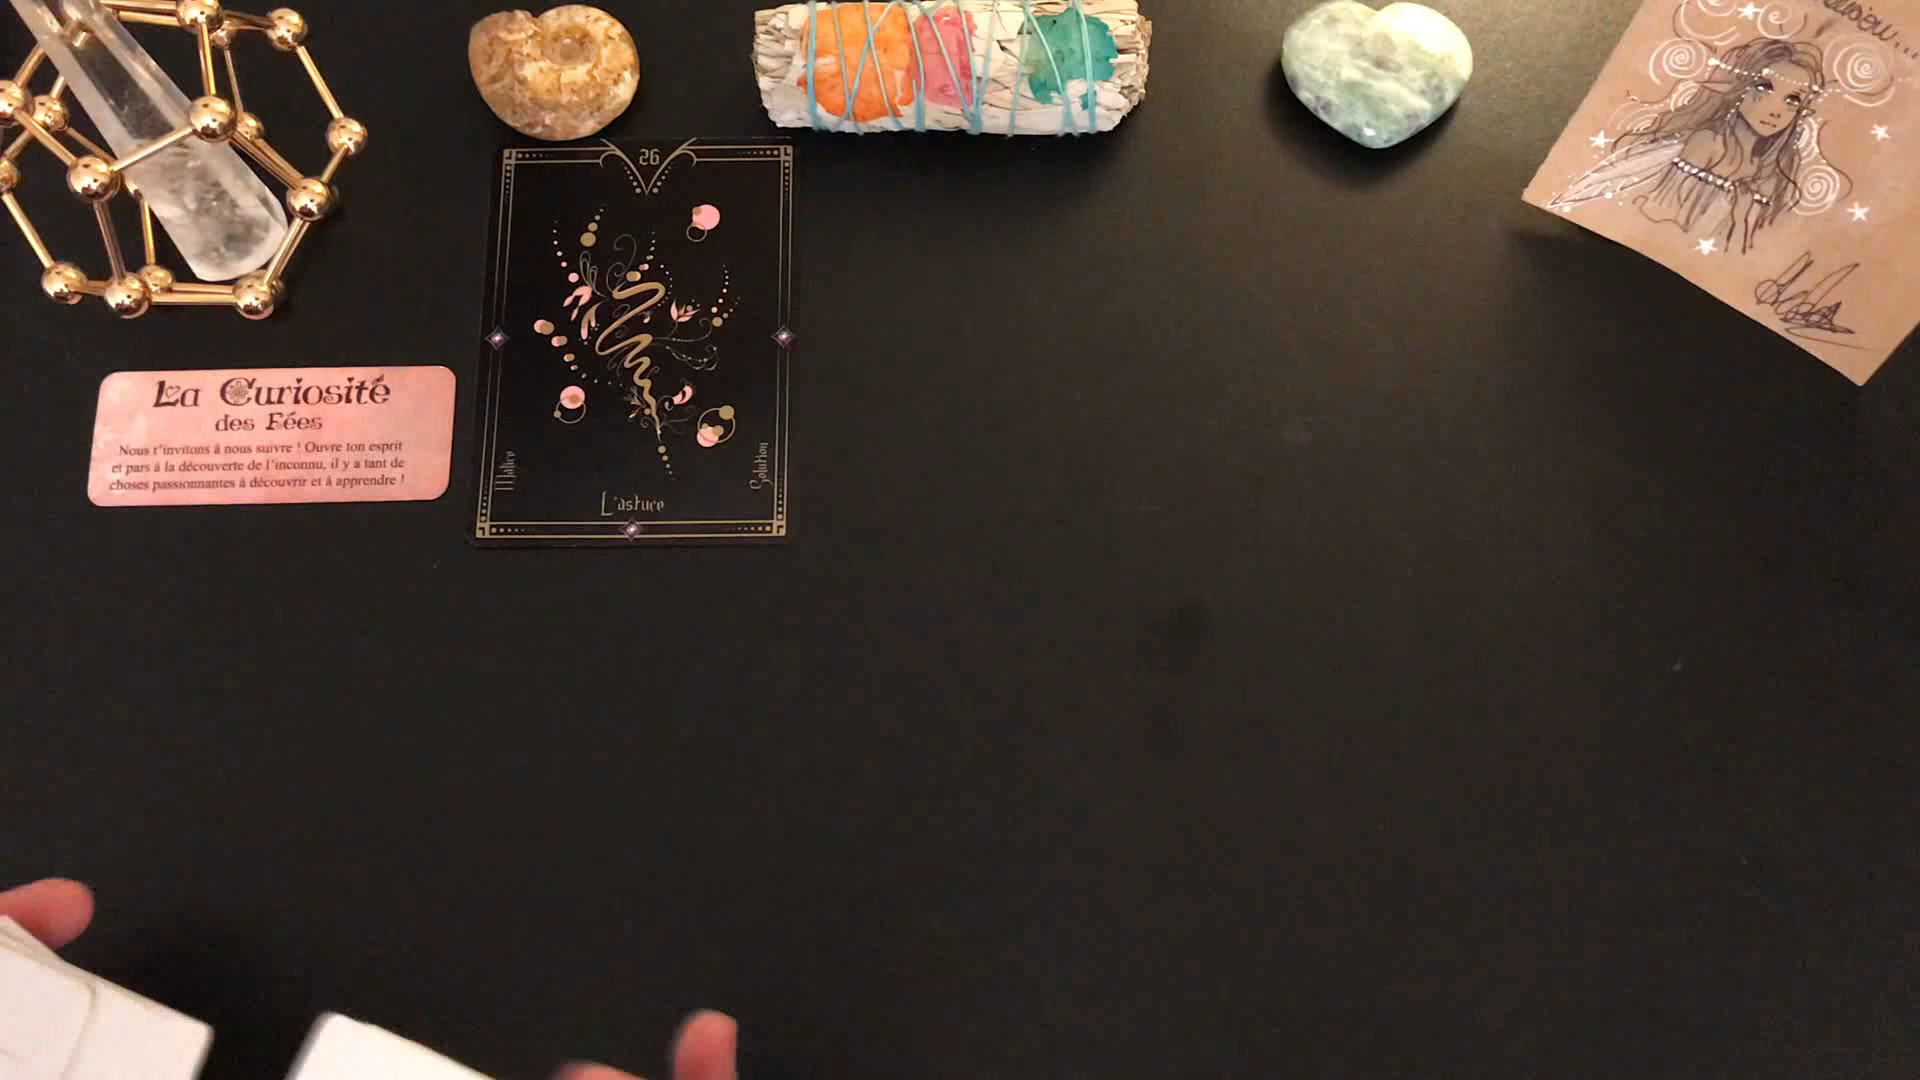 26
La Curiosité
des Fées
Nous t'invitons à nous suivre ! Ouvre ton esprit
et pars à la découverte de l'inconnu, il y a tant de
choses passionnantes à découvrir et à apprendre !
Malice
Solution
L'astuce